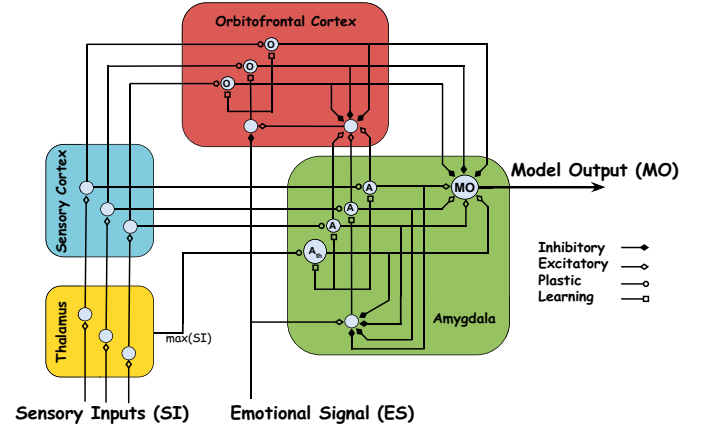 Orbitofrontal Cortex
O
O
O
Sensory Cortex
Model Output (MO)
A
MO
A
A
Ath
Inhibitory
Excitatory
Plastic
Learning
Thalamus
max(SI)
Amygdala
Sensory Inputs (SI)
Emotional Signal (ES)